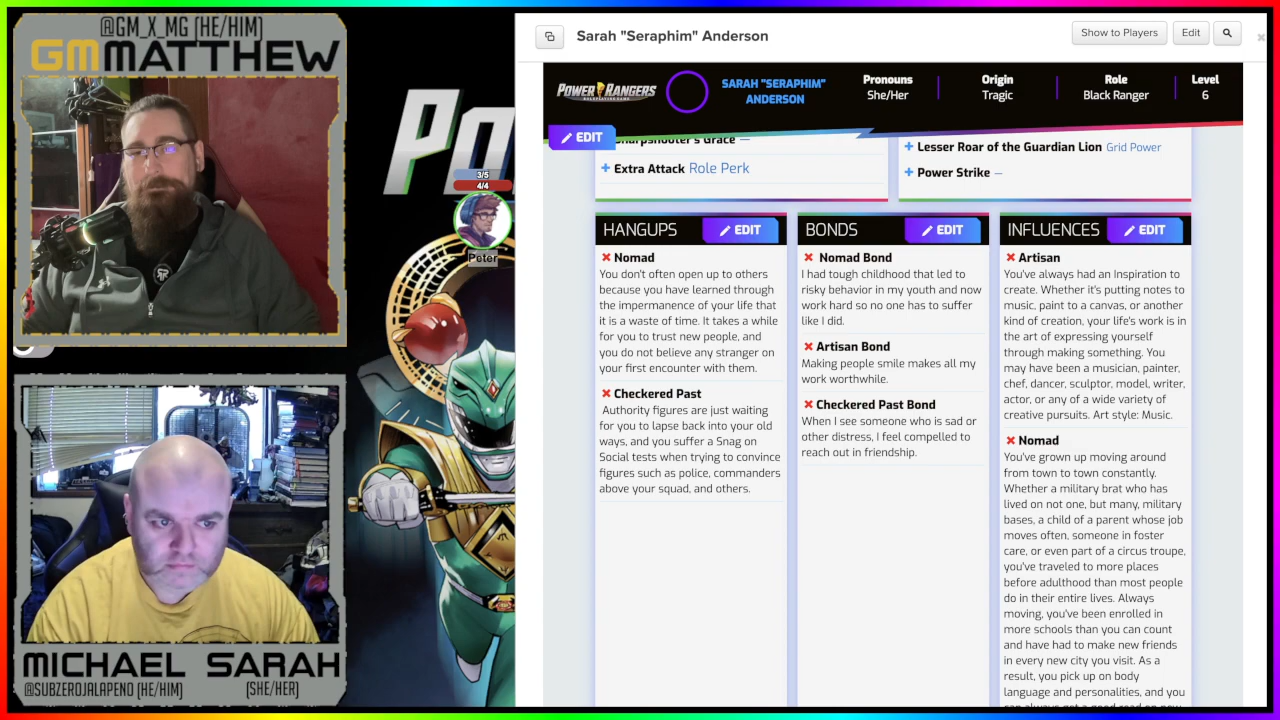 @GM_X_MG (HE/HIM)
GMMATTHEW
MICHAEL SARAH
@SUBZEROJALAPENO (HE/HIM) (SHE/HER)
3/5
4/4
Peter
Sarah "Seraphim" Anderson
Show to Players
Edit
POWER RANGERS
ROLEPLAYING GAME
SARAH "SERAPHIM"
ANDERSON
Pronouns
She/Her
Origin
Tragic
Role
Black Ranger
Level
6
EDIT
Sharpshooter's Grace —
Extra Attack Role Perk
Lesser Roar of the Guardian Lion Grid Power
Power Strike —
HANGUPS
EDIT
Nomad
You don't often open up to others
because you have learned through
the impermanence of your life that
it is a waste of time. It takes a while
for you to trust new people, and
you do not believe any stranger on
your first encounter with them.
Checkered Past
Authority figures are just waiting
for you to lapse back into your old
ways, and you suffer a Snag on
Social tests when trying to convince
figures such as police, commanders
above your squad, and others.
BONDS
EDIT
Nomad Bond
I had tough childhood that led to
risky behavior in my youth and now
work hard so no one has to suffer
like I did.
Artisan Bond
Making people smile makes all my
work worthwhile.
Checkered Past Bond
When I see someone who is sad or
other distress, I feel compelled to
reach out in friendship.
INFLUENCES
EDIT
Artisan
You've always had an Inspiration to
create. Whether it's putting notes to
music, paint to a canvas, or another
kind of creation, your life's work is in
the art of expressing yourself
through making something. You
may have been a musician, painter,
chef, dancer, sculptor, model, writer,
actor, or any of a wide variety of
creative pursuits. Art style: Music.
Nomad
You've grown up moving around
from town to town constantly.
Whether a military brat who has
lived on not one, but many, military
bases, a child of a parent whose job
moves often, someone in foster
care, or even part of a circus troupe,
you've traveled to more places
before adulthood than most people
do in their entire lives. Always
moving, you've been enrolled in
more schools than you can count
and have had to make new friends
in every new city you visit. As a
result, you pick up on body
language and personalities, and you
can always get a good read on new